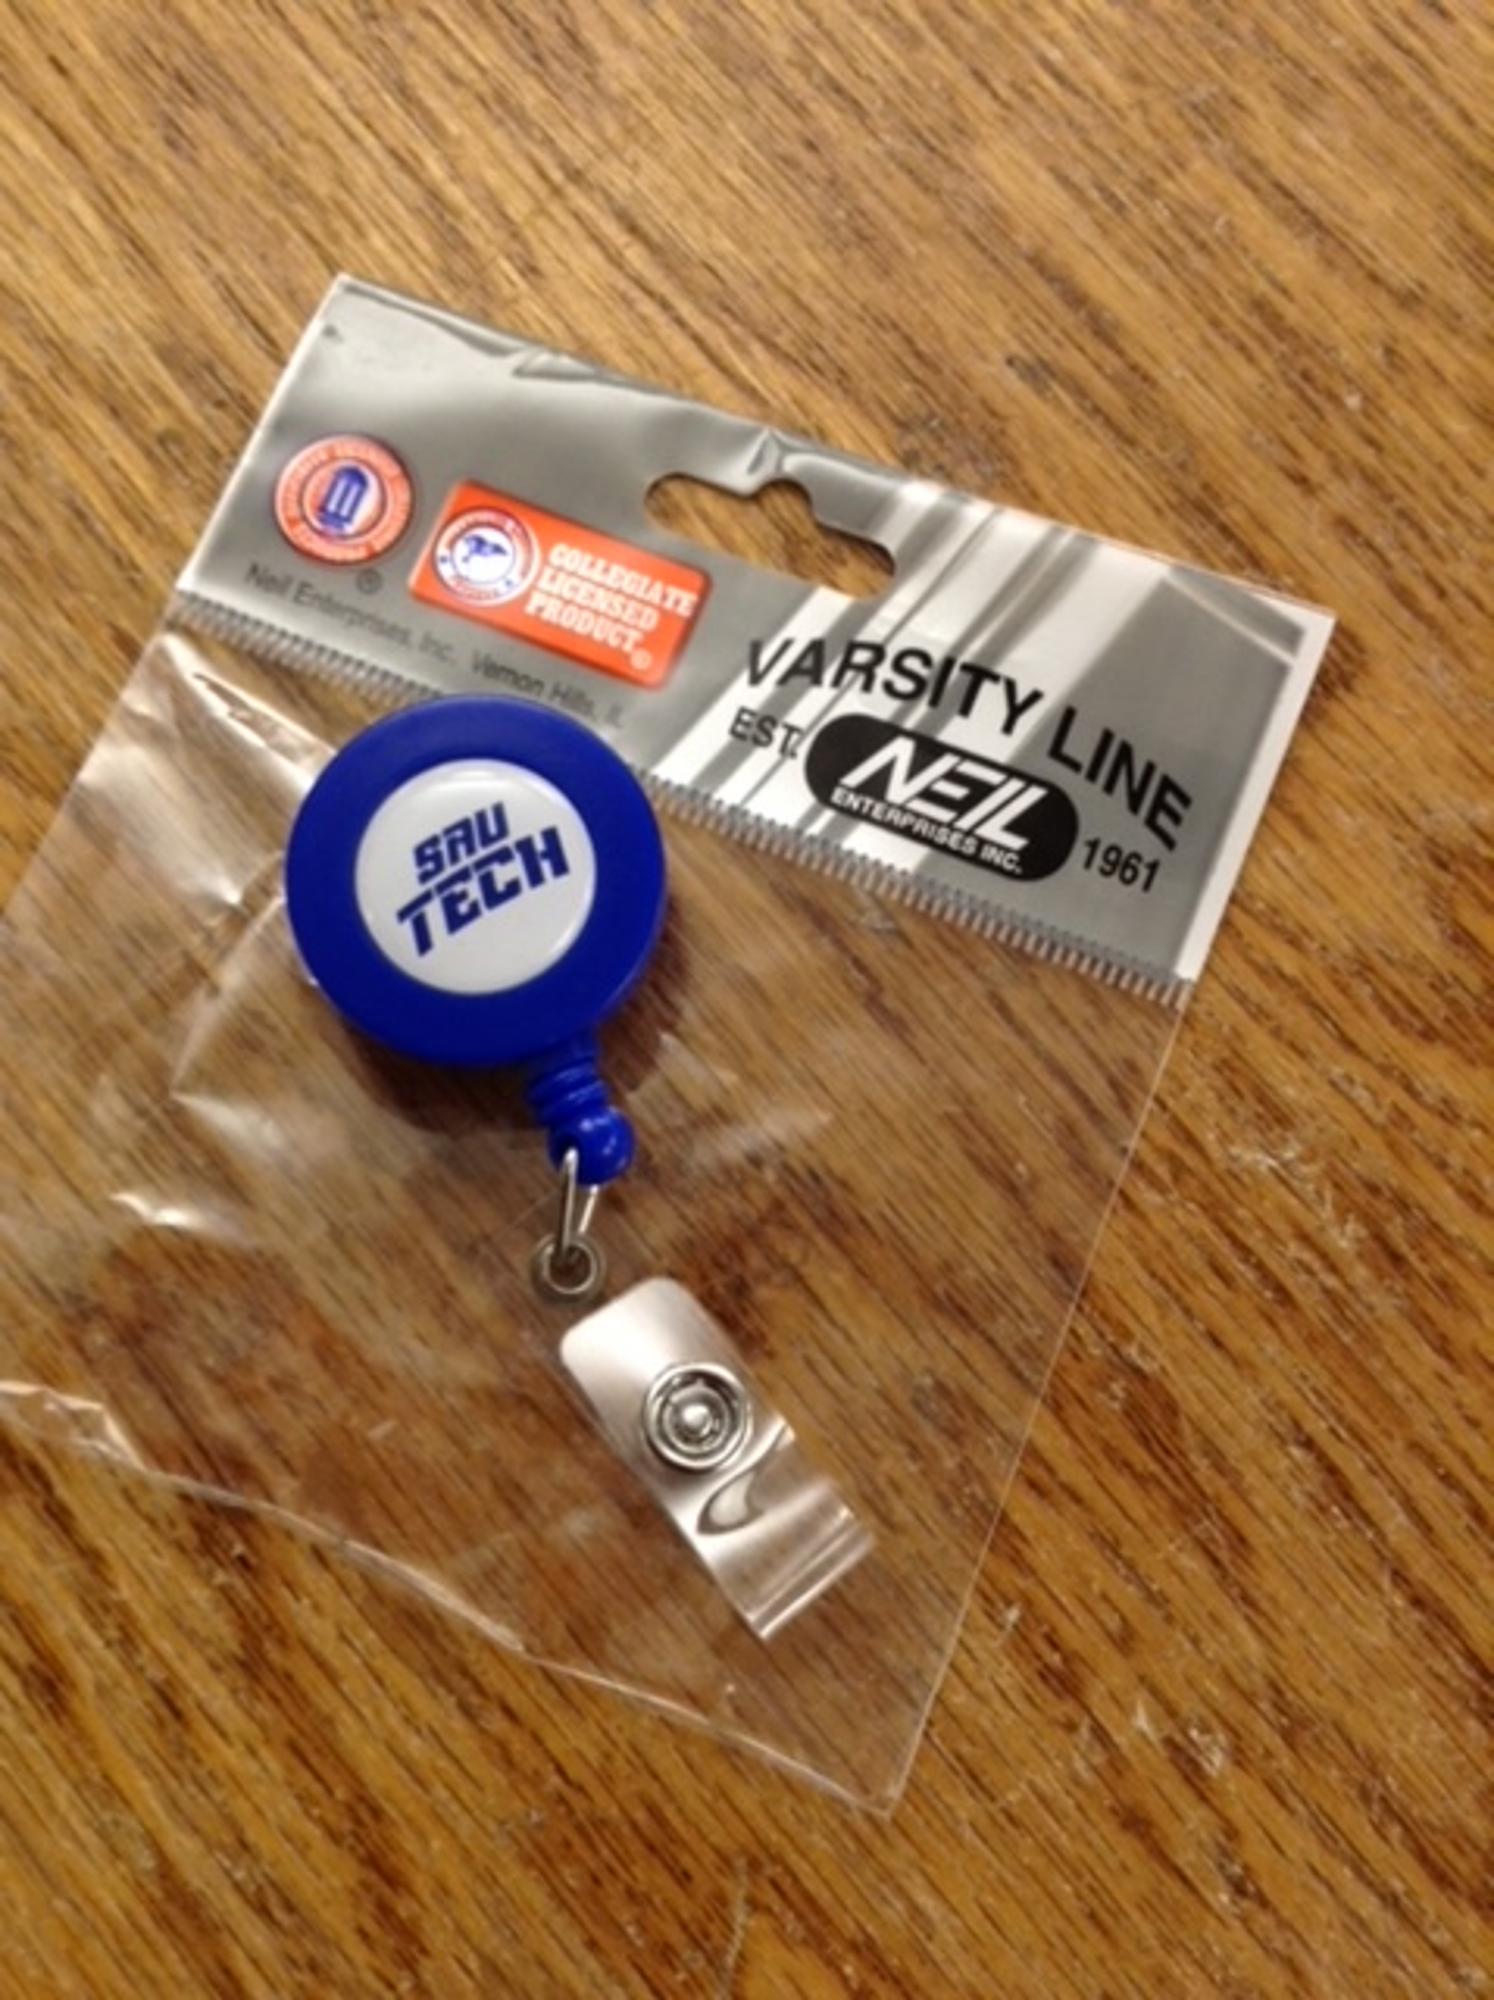 COLLEGIATE
LICENSED
PRODUCT
®
®
Neil Enterprises, Inc. Vernon Hills, IL
VARSITY LINE
EST.
NEIL
ENTERPRISES INC.
1961
SAU
TECH